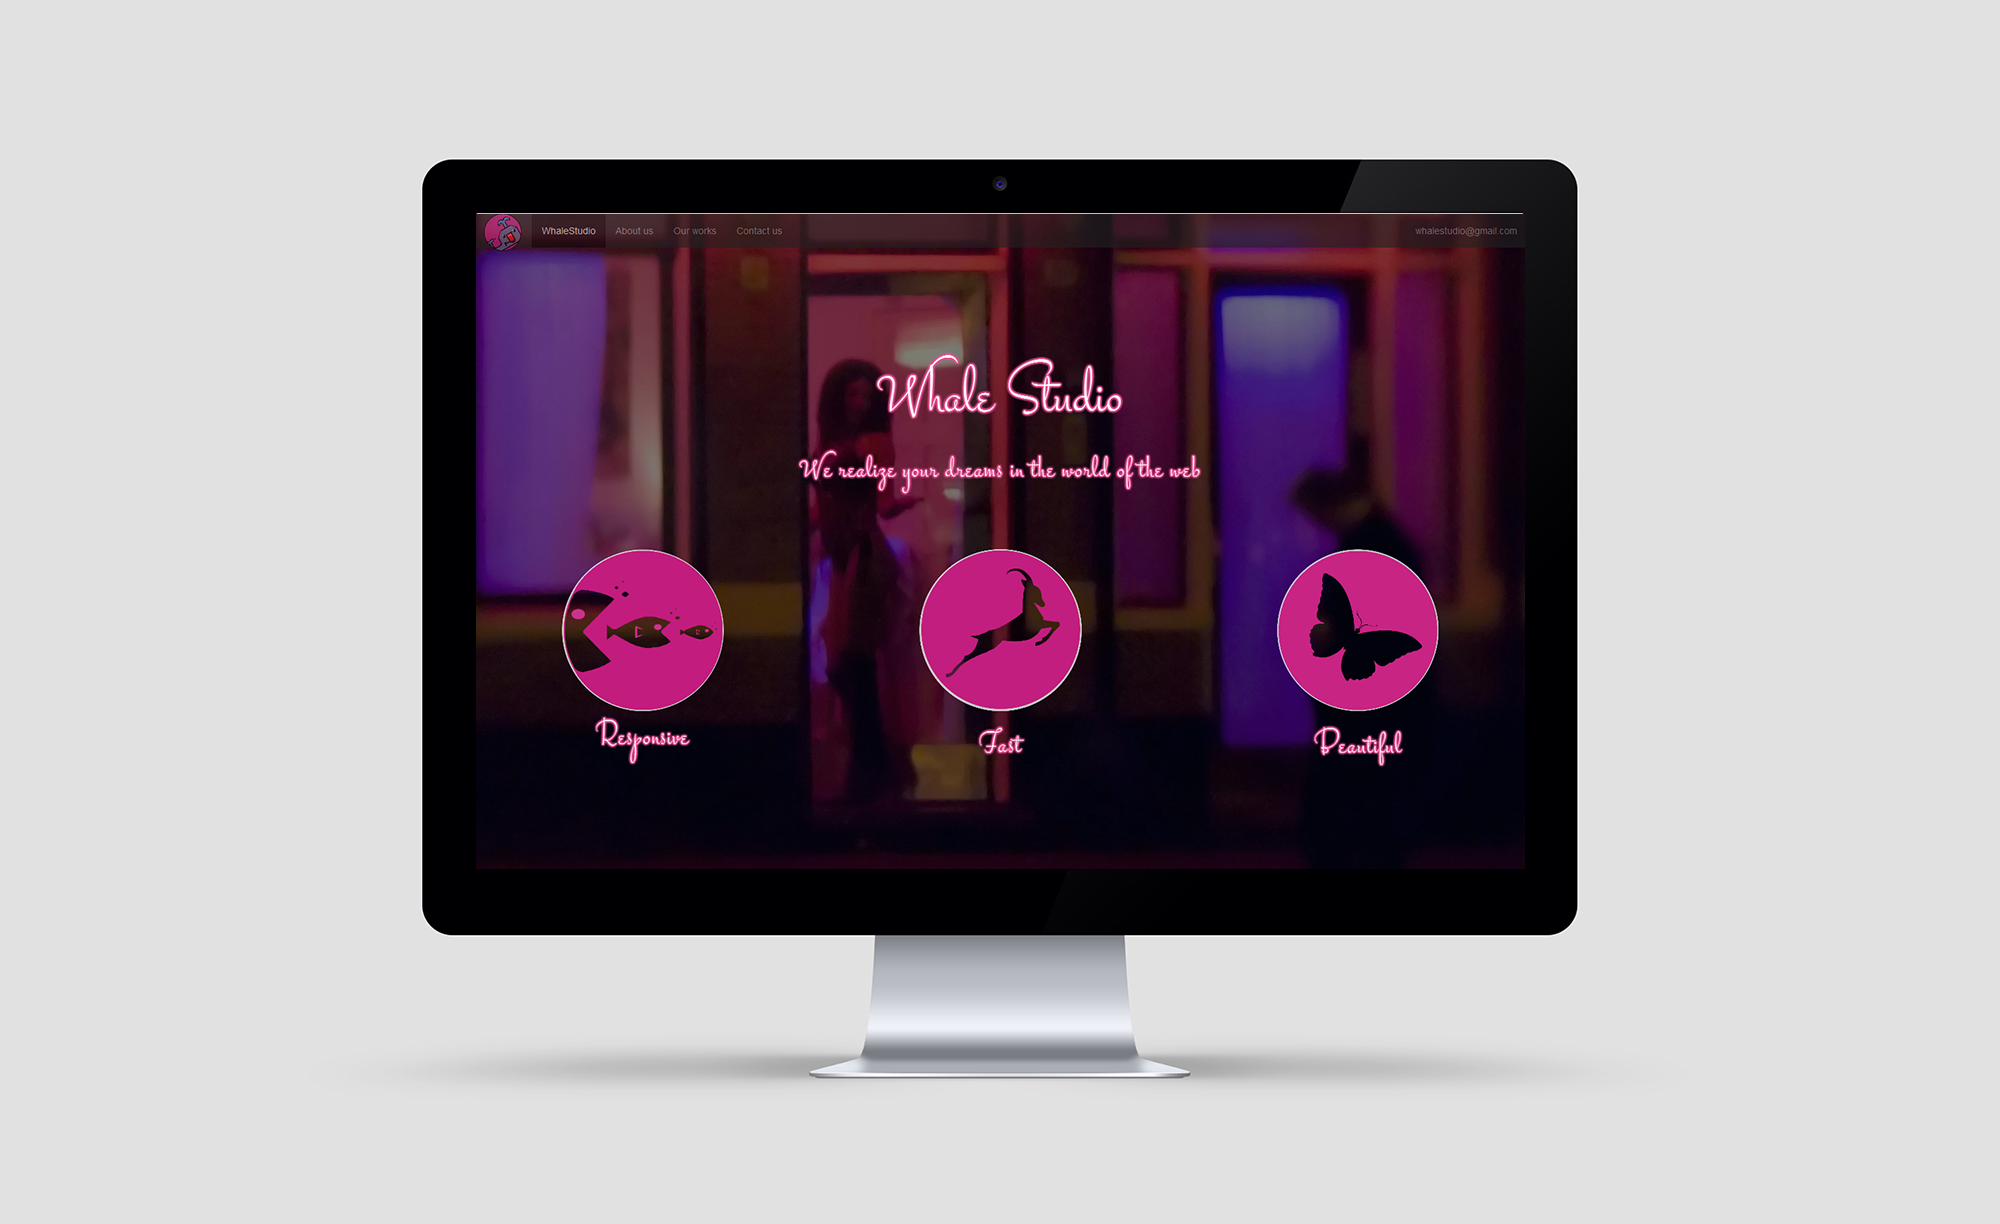 WhaleStudio About us Our works Contact us whalestudio@gmail.com
Whale Studio
We realize your dreams in the world of the web
Responsive
Fast
Beautiful